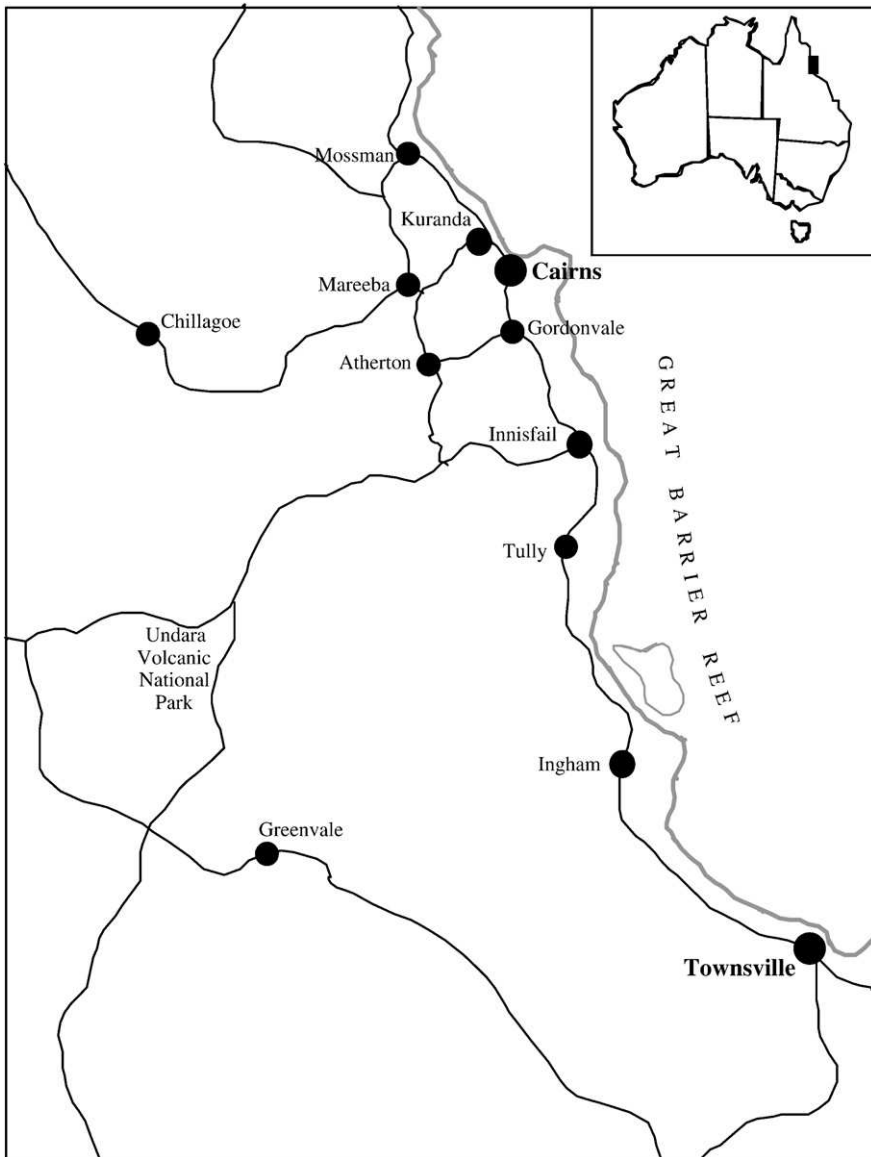 Mossman
Kuranda
Cairns
Mareeba
Chillagoe
Gordonvale
Atherton
Innisfail
GREAT BARRIER REEF
Tully
Undara
Volcanic
National
Park
Ingham
Greenvale
Townsville